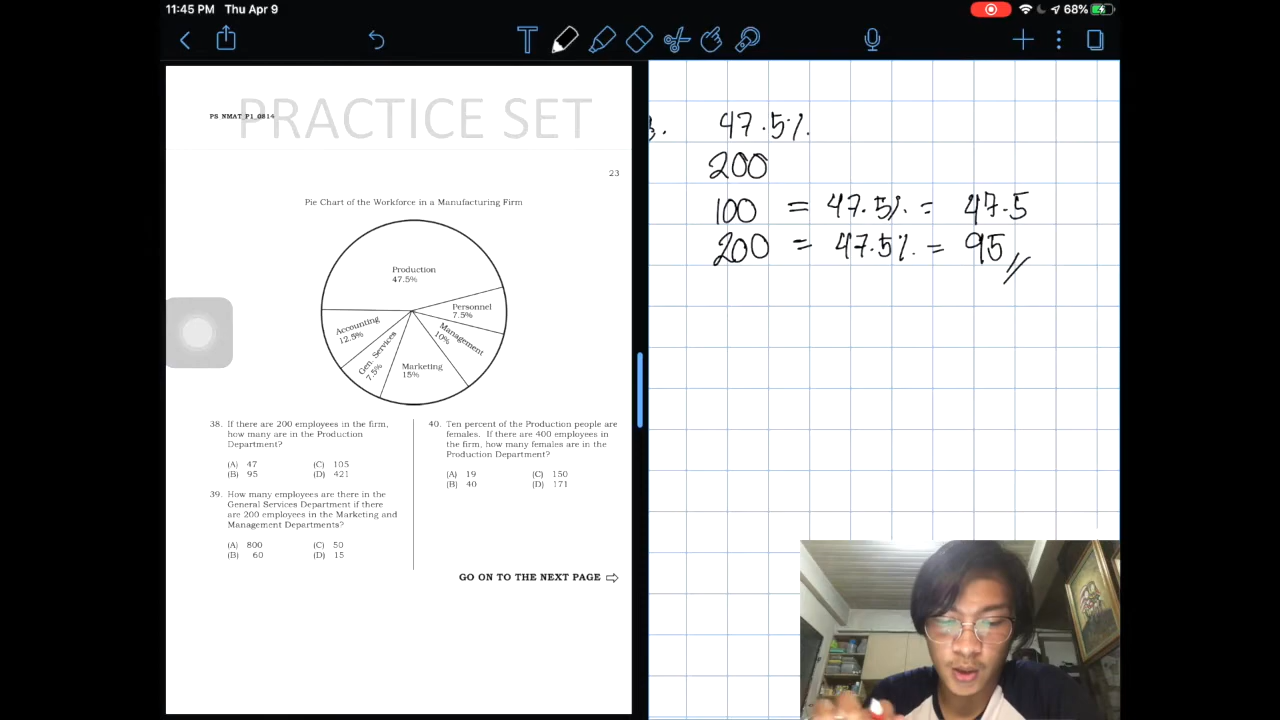 11:45 PM Thu Apr 9
68%
PRACTICE SET
PS NMAT P1_0814
23
Pie Chart of the Workforce in a Manufacturing Firm
Production
47.5%
Personnel
7.5%
Management
10%
Marketing
15%
Gen. Services
7.5%
Accounting
12.5%
38. If there are 200 employees in the firm,
how many are in the Production
Department?
(A) 47 (C) 105
(B) 95 (D) 421
39. How many employees are there in the
General Services Department if there
are 200 employees in the Marketing and
Management Departments?
(A) 800 (C) 50
(B) 60 (D) 15
40. Ten percent of the Production people are
females. If there are 400 employees in
the firm, how many females are in the
Production Department?
(A) 19 (C) 150
(B) 40 (D) 171
GO ON TO THE NEXT PAGE
47.5%
200
100 = 47.5% = 47.5
200 = 47.5% = 95